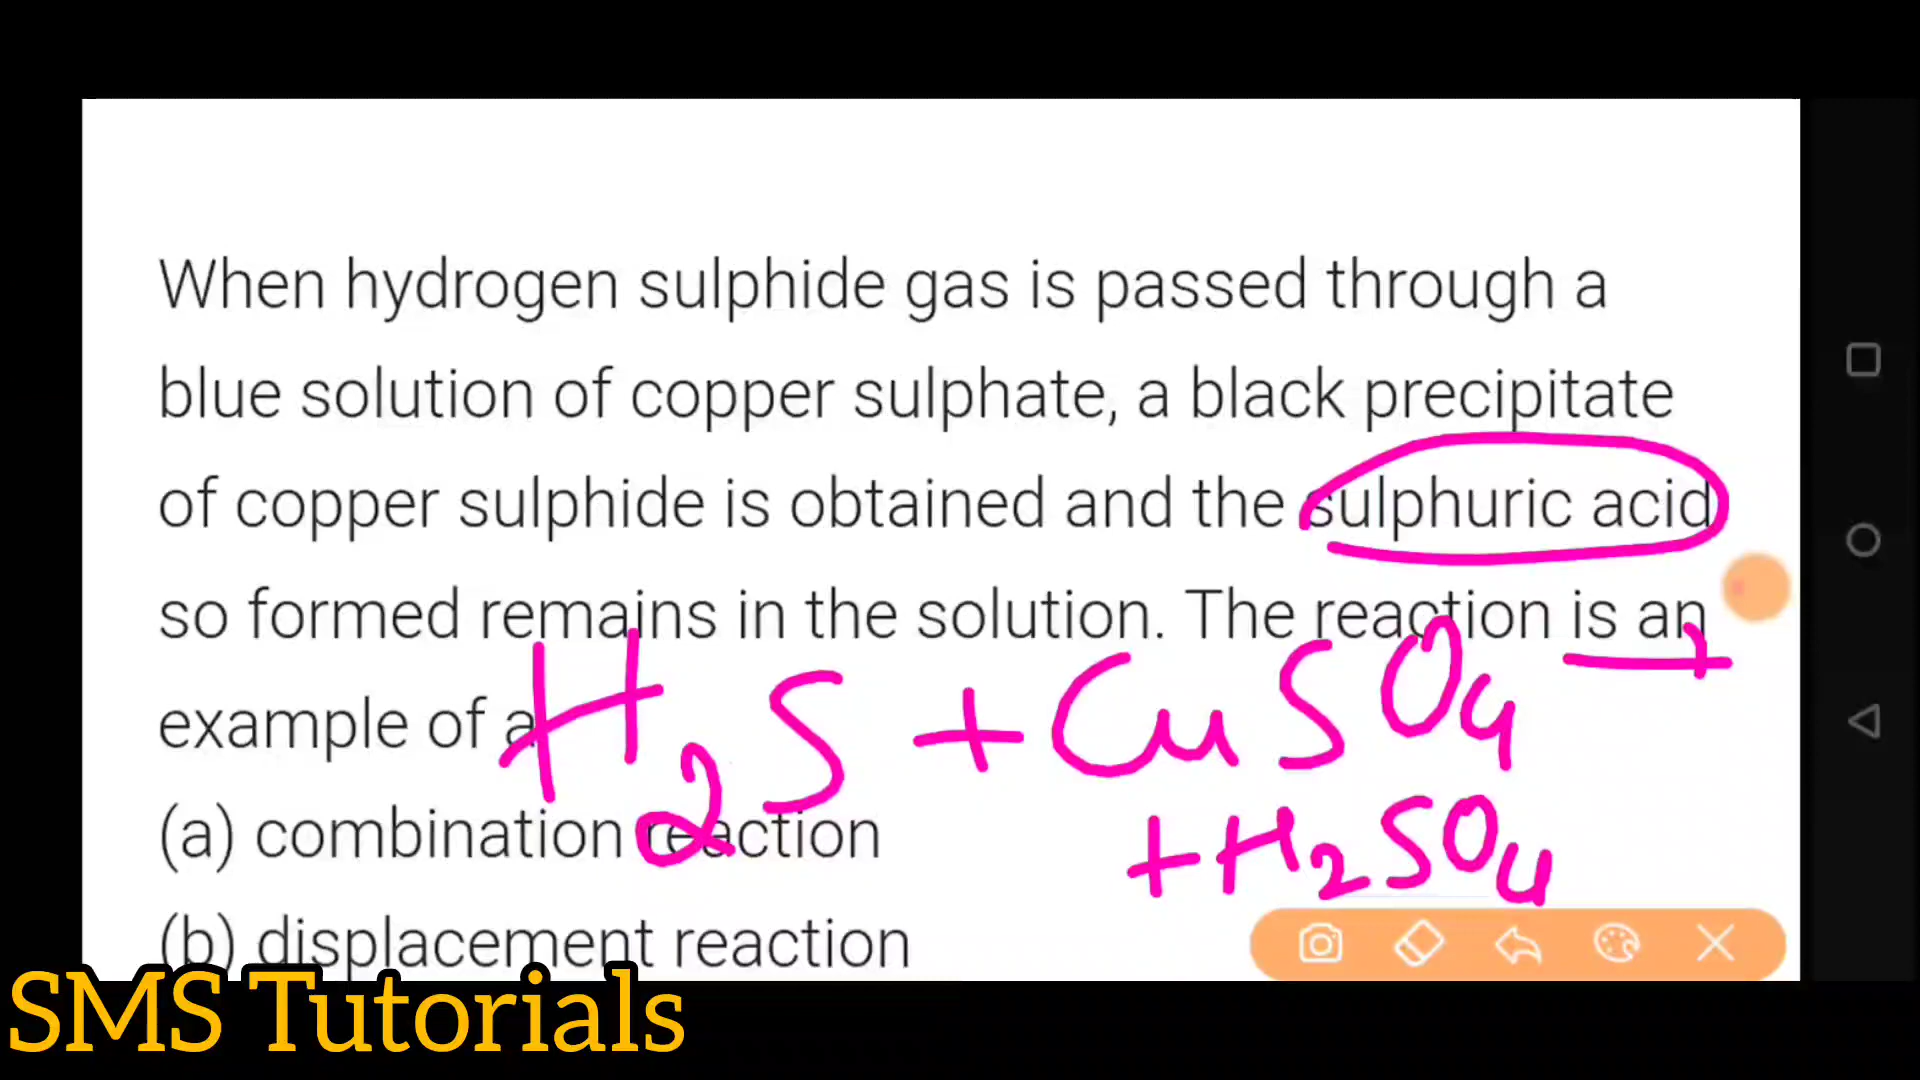 When hydrogen sulphide gas is passed through a
blue solution of copper sulphate, a black precipitate
of copper sulphide is obtained and the sulphuric acid
so formed remains in the solution. The reaction is an
example of a
H₂S + CuSO₄ →
(a) combination reaction
+ H₂SO₄
(b) displacement reaction
SMS Tutorials